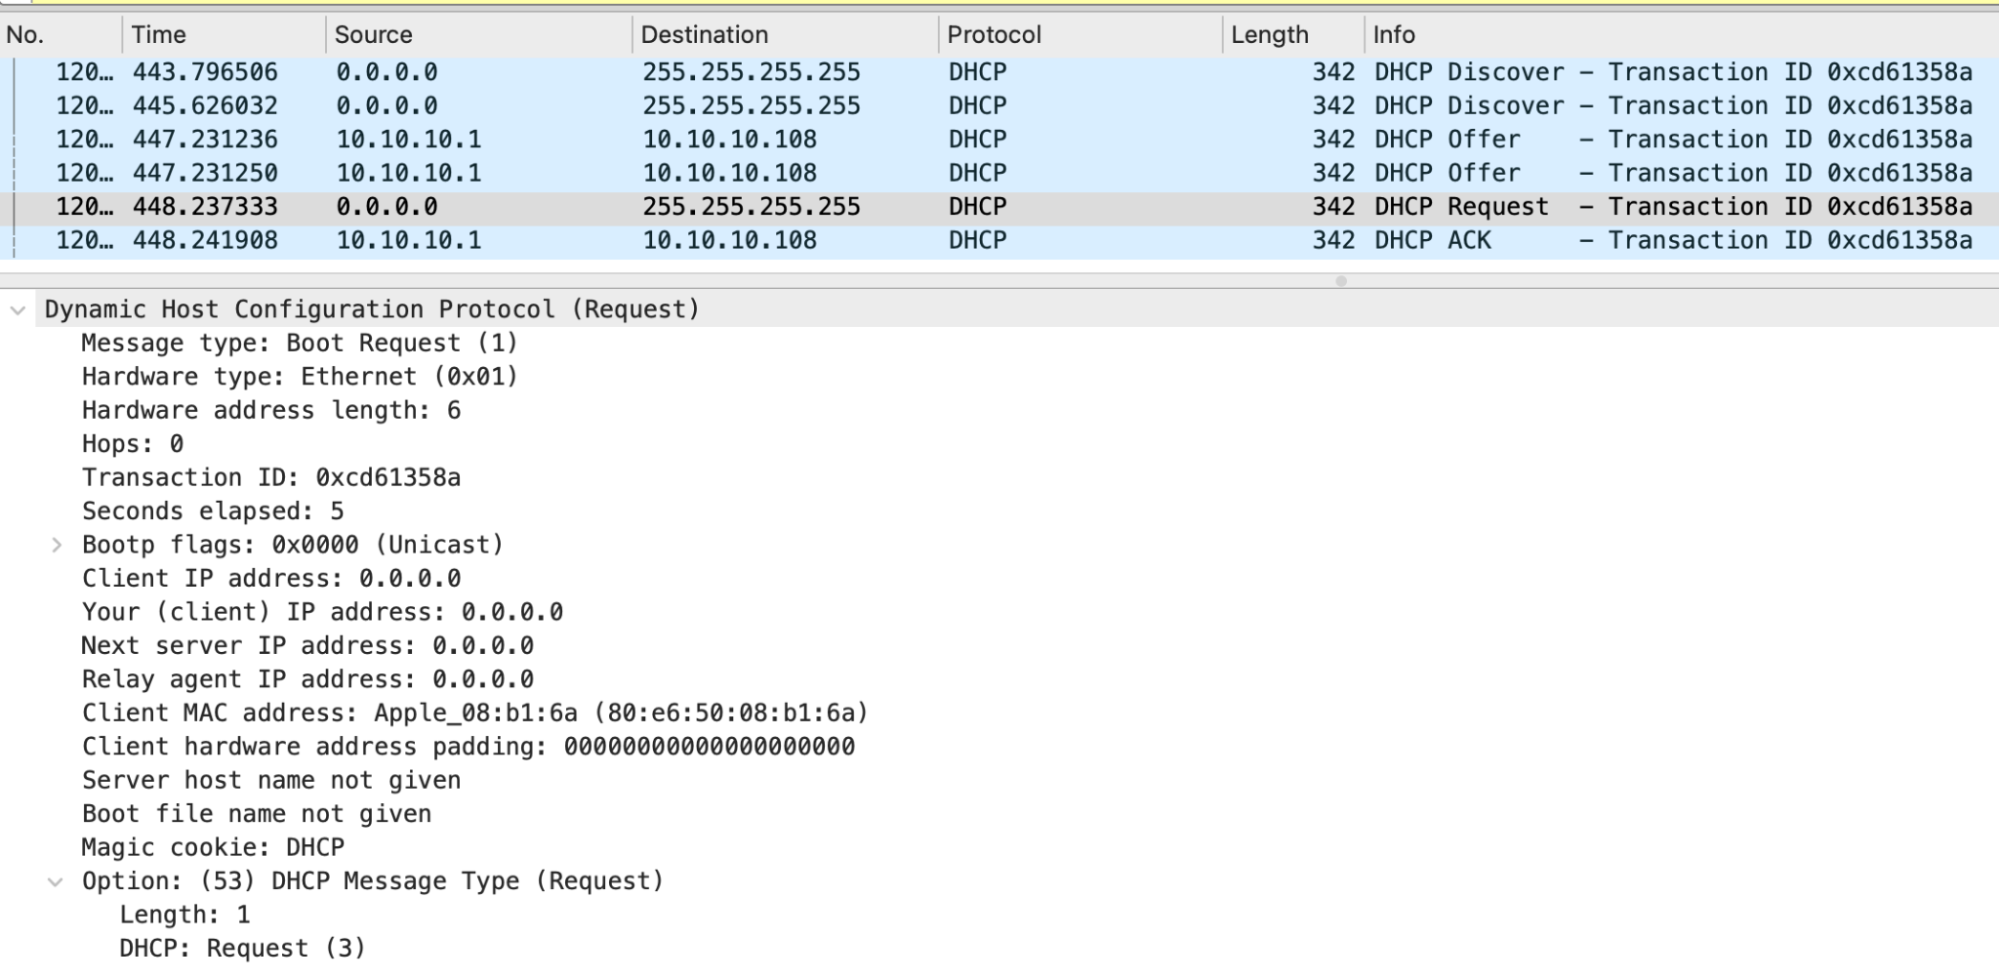 No. Time Source Destination Protocol Length Info
120… 443.796506 0.0.0.0 255.255.255.255 DHCP 342 DHCP Discover – Transaction ID 0xcd61358a
120… 445.626032 0.0.0.0 255.255.255.255 DHCP 342 DHCP Discover – Transaction ID 0xcd61358a
120… 447.231236 10.10.10.1 10.10.10.108 DHCP 342 DHCP Offer – Transaction ID 0xcd61358a
120… 447.231250 10.10.10.1 10.10.10.108 DHCP 342 DHCP Offer – Transaction ID 0xcd61358a
120… 448.237333 0.0.0.0 255.255.255.255 DHCP 342 DHCP Request – Transaction ID 0xcd61358a
120… 448.241908 10.10.10.1 10.10.10.108 DHCP 342 DHCP ACK – Transaction ID 0xcd61358a
Dynamic Host Configuration Protocol (Request)
Message type: Boot Request (1)
Hardware type: Ethernet (0x01)
Hardware address length: 6
Hops: 0
Transaction ID: 0xcd61358a
Seconds elapsed: 5
Bootp flags: 0x0000 (Unicast)
Client IP address: 0.0.0.0
Your (client) IP address: 0.0.0.0
Next server IP address: 0.0.0.0
Relay agent IP address: 0.0.0.0
Client MAC address: Apple_08:b1:6a (80:e6:50:08:b1:6a)
Client hardware address padding: 00000000000000000000
Server host name not given
Boot file name not given
Magic cookie: DHCP
Option: (53) DHCP Message Type (Request)
Length: 1
DHCP: Request (3)